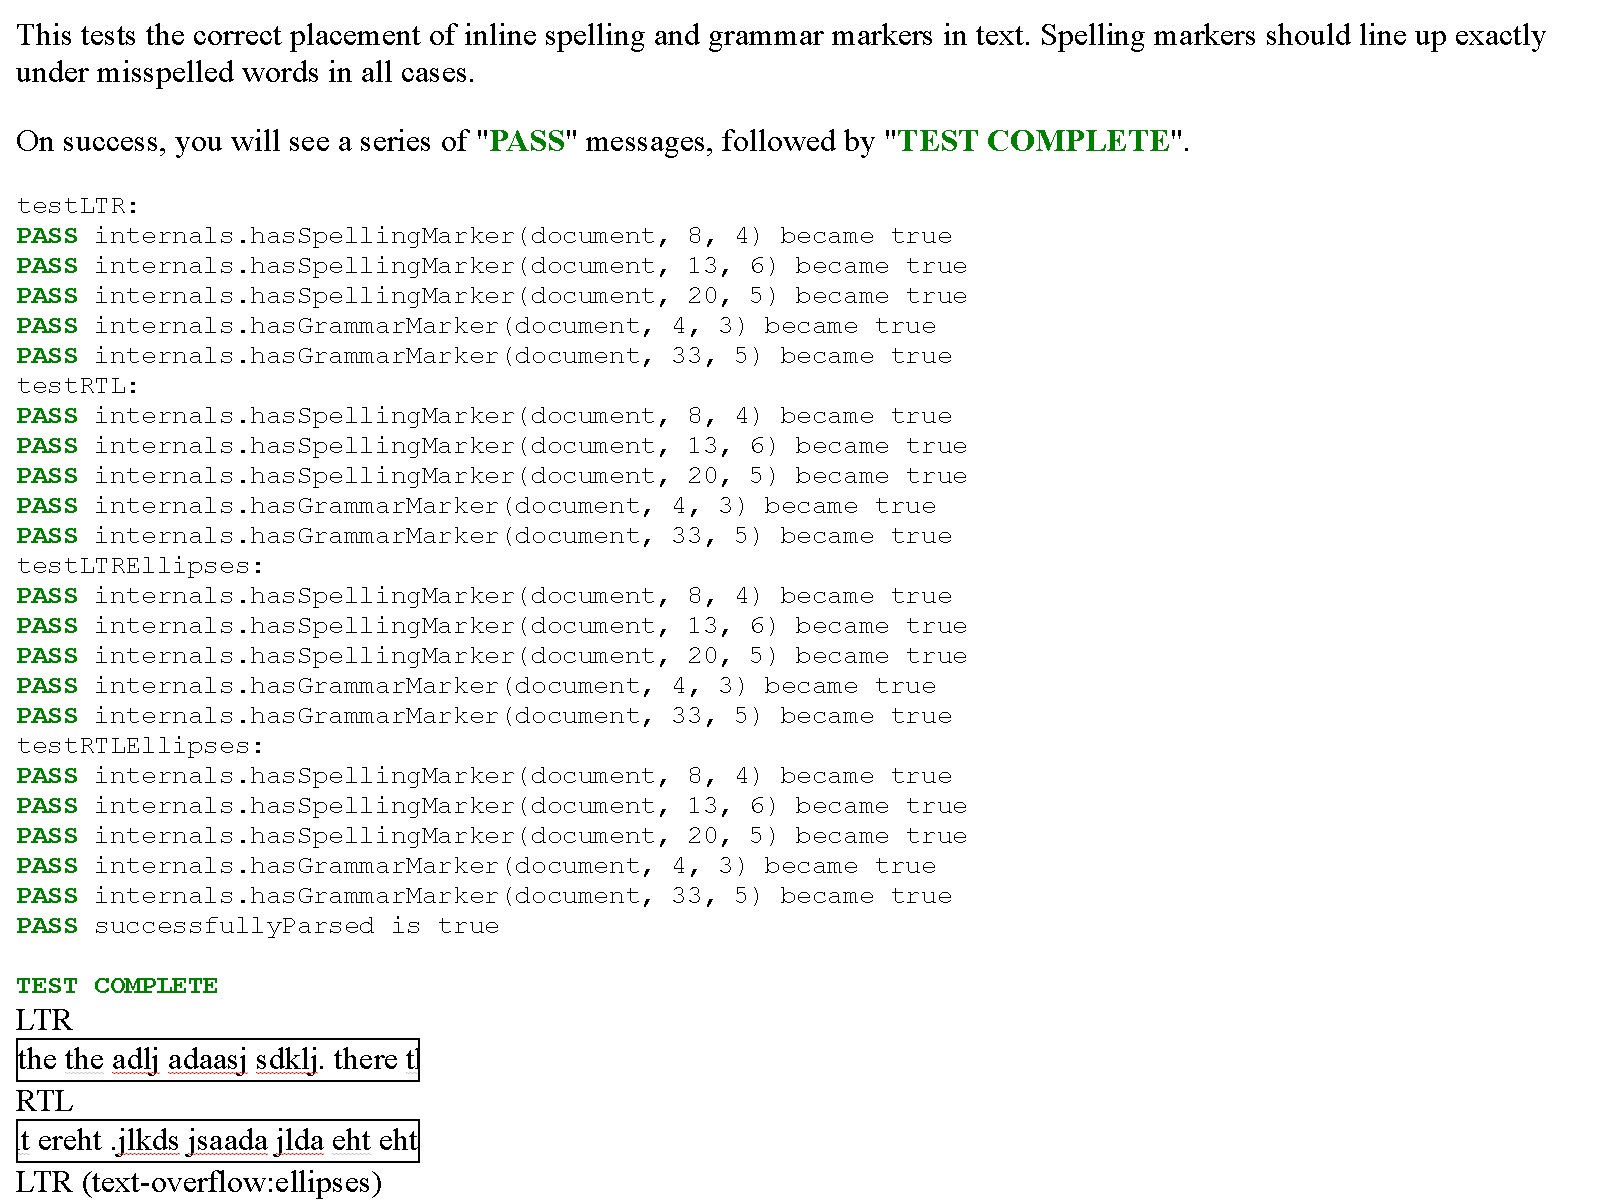 This tests the correct placement of inline spelling and grammar markers in text. Spelling markers should line up exactly
under misspelled words in all cases.
On success, you will see a series of "PASS" messages, followed by "TEST COMPLETE".
testLTR:
PASS internals.hasSpellingMarker(document, 8, 4) became true
PASS internals.hasSpellingMarker(document, 13, 6) became true
PASS internals.hasSpellingMarker(document, 20, 5) became true
PASS internals.hasGrammarMarker(document, 4, 3) became true
PASS internals.hasGrammarMarker(document, 33, 5) became true
testRTL:
PASS internals.hasSpellingMarker(document, 8, 4) became true
PASS internals.hasSpellingMarker(document, 13, 6) became true
PASS internals.hasSpellingMarker(document, 20, 5) became true
PASS internals.hasGrammarMarker(document, 4, 3) became true
PASS internals.hasGrammarMarker(document, 33, 5) became true
testLTREllipses:
PASS internals.hasSpellingMarker(document, 8, 4) became true
PASS internals.hasSpellingMarker(document, 13, 6) became true
PASS internals.hasSpellingMarker(document, 20, 5) became true
PASS internals.hasGrammarMarker(document, 4, 3) became true
PASS internals.hasGrammarMarker(document, 33, 5) became true
testRTLEllipses:
PASS internals.hasSpellingMarker(document, 8, 4) became true
PASS internals.hasSpellingMarker(document, 13, 6) became true
PASS internals.hasSpellingMarker(document, 20, 5) became true
PASS internals.hasGrammarMarker(document, 4, 3) became true
PASS internals.hasGrammarMarker(document, 33, 5) became true
PASS successfullyParsed is true
TEST COMPLETE
LTR
the the adlj adaasj sdklj. there
RTL
t ereht .jlkds jsaada jlda eht eht
LTR (text-overflow:ellipses)